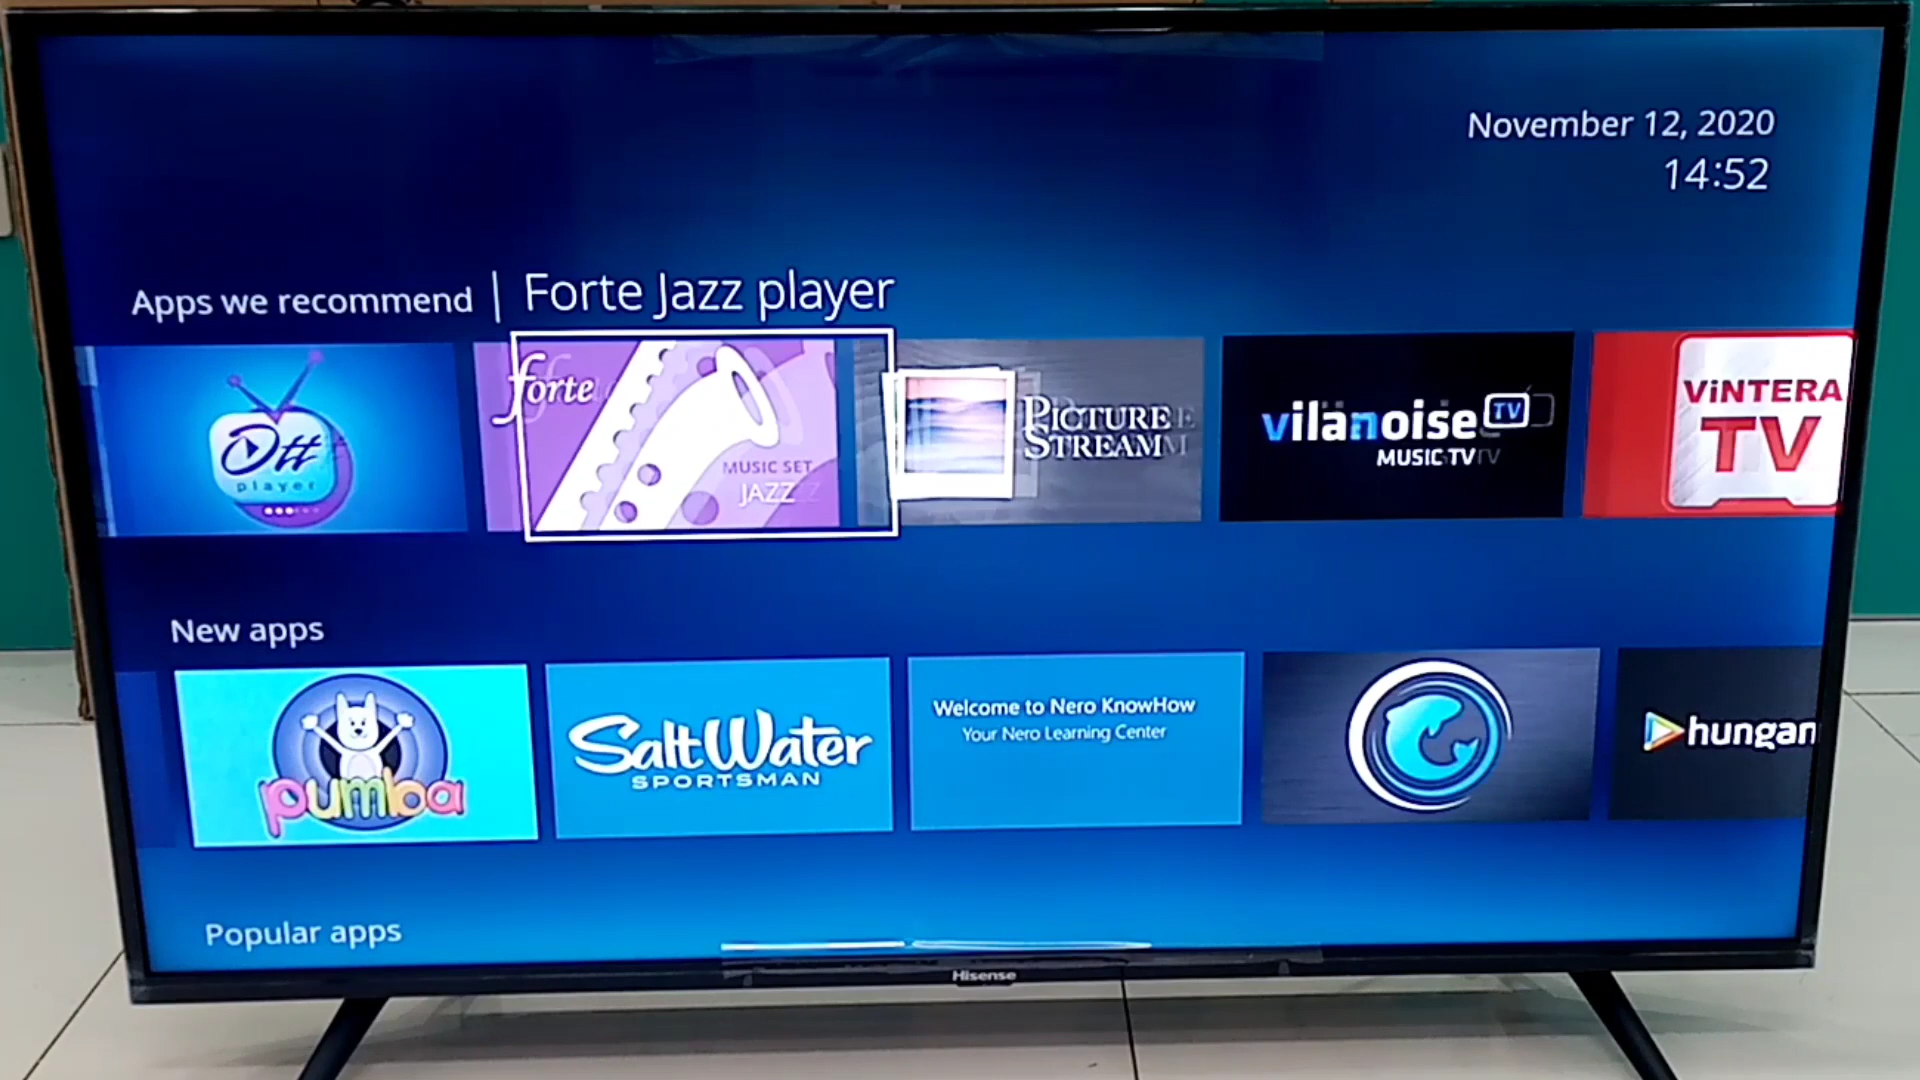 November 12, 2020
14:52
Apps we recommend | Forte Jazz player
Ott
player
forte
MUSIC SET
JAZZ
PICTURE
STREAM
vilanoise TV
MUSIC TV
ViNTERA
TV
New apps
pumba
SaltWater
SPORTSMAN
Welcome to Nero KnowHow
Your Nero Learning Center
hungan
Popular apps
Hisense